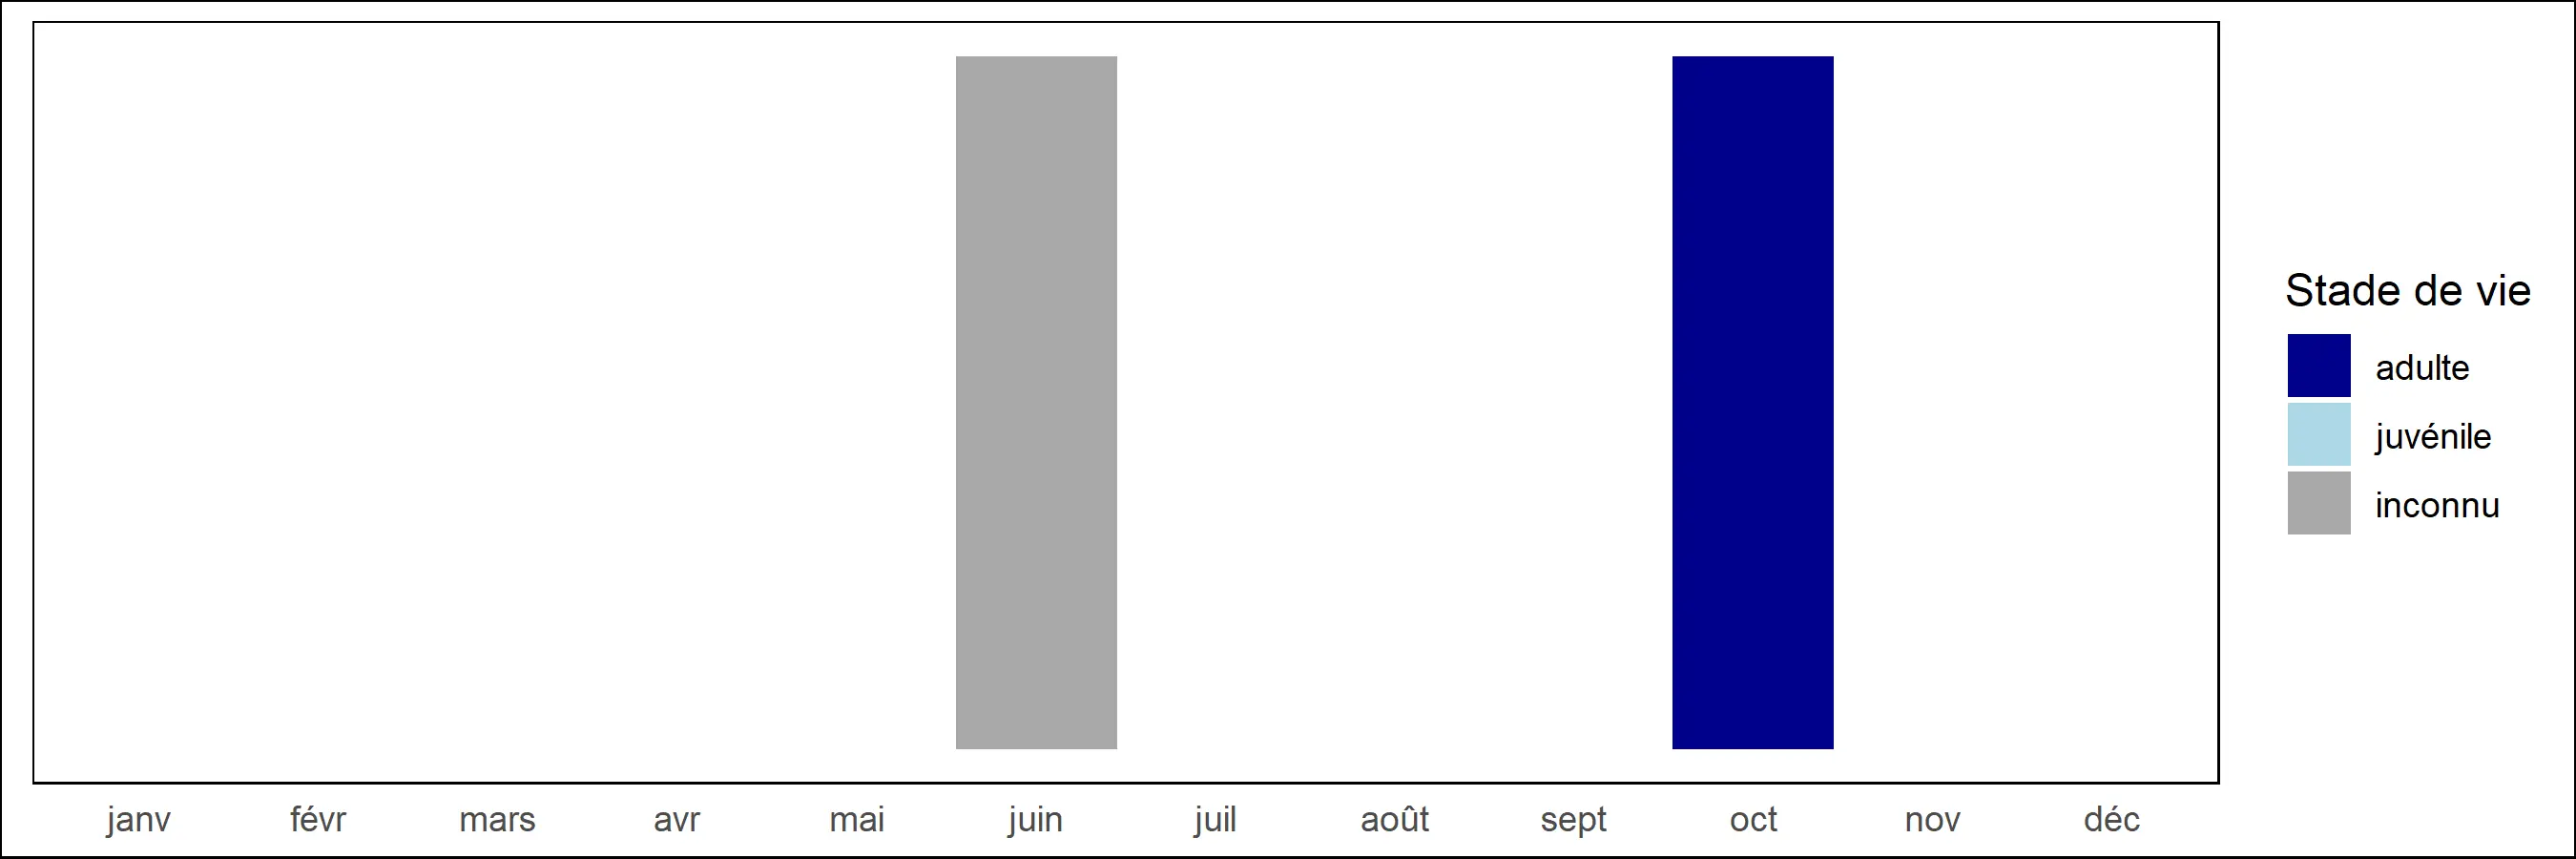 Stade de vie
adulte
juvénile
inconnu
janv févr mars avr mai juin juil août sept oct nov déc